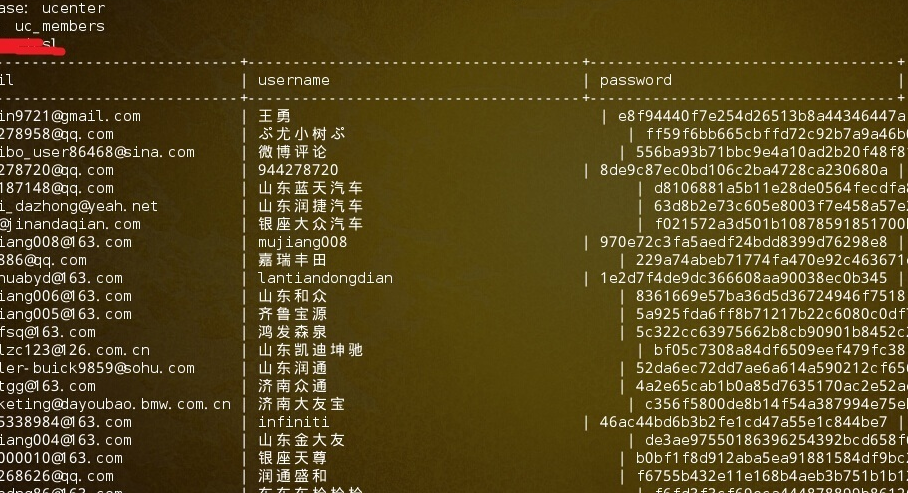 ase: ucenter
uc_members
il | username | password
in9721@gmail.com | 王勇 | e8f94440f7e254d26513b8a44346447a
278958@qq.com | ぷ尤小树ぷ | ff59f6bb665cbffd72c92b7a9a46b
ibo_user86468@sina.com | 微博评论 | 556ba93b71bbc9e4a10ad2b20f48f8
278720@qq.com | 944278720 | 8de9c87ec0bd106c2ba4728ca230680a |
187148@qq.com | 山东蓝天汽车 | d8106881a5b11e28de0564fecdfa
i_dazhong@yeah.net | 山东润捷汽车 | 63d8b2e73c605e8003f7e458a57e
@jinandaqian.com | 银座大众汽车 | f021572a3d501b10878591851700
iang008@163.com | mujiang008 | 970e72c3fa5aedf24bdd8399d76298e8 |
886@qq.com | 嘉瑞丰田 | 229a74abeb71774fa470e92c463671
huabyd@163.com | lantiandongdian | 1e2d7f4de9dc366608aa90038ec0b345 |
iang006@163.com | 山东和众 | 8361669e57ba36d5d36724946f7518
iang005@163.com | 齐鲁宝源 | 5a925fda6ff8b71217b22c6080c0df
fsq@163.com | 鸿发森泉 | 5c322cc63975662b8cb90901b8452c
lzc123@126.com.cn | 山东凯迪坤驰 | bf05c7308a84df6509eef479fc38
ler-buick9859@sohu.com | 山东润通 | 52da6ec72dd7ae6a614a590212cf65
tgg@163.com | 济南众通 | 4a2e65cab1b0a85d7635170ac2e52a
keting@dayoubao.bmw.com.cn | 济南大友宝 | c356f5800de8b14f54a387994e75e
5338984@163.com | infiniti | 46ac44bd6b3b2fe1cd47a55e1c844be7 |
iang004@163.com | 山东金大友 | de3ae97550186396254392bcd658f
000010@163.com | 银座天尊 | b0bf1f8d912aba5ea91881584df9bc
268626@qq.com | 润通盛和 | f6755b432e11e168b4aeb3b751b1b